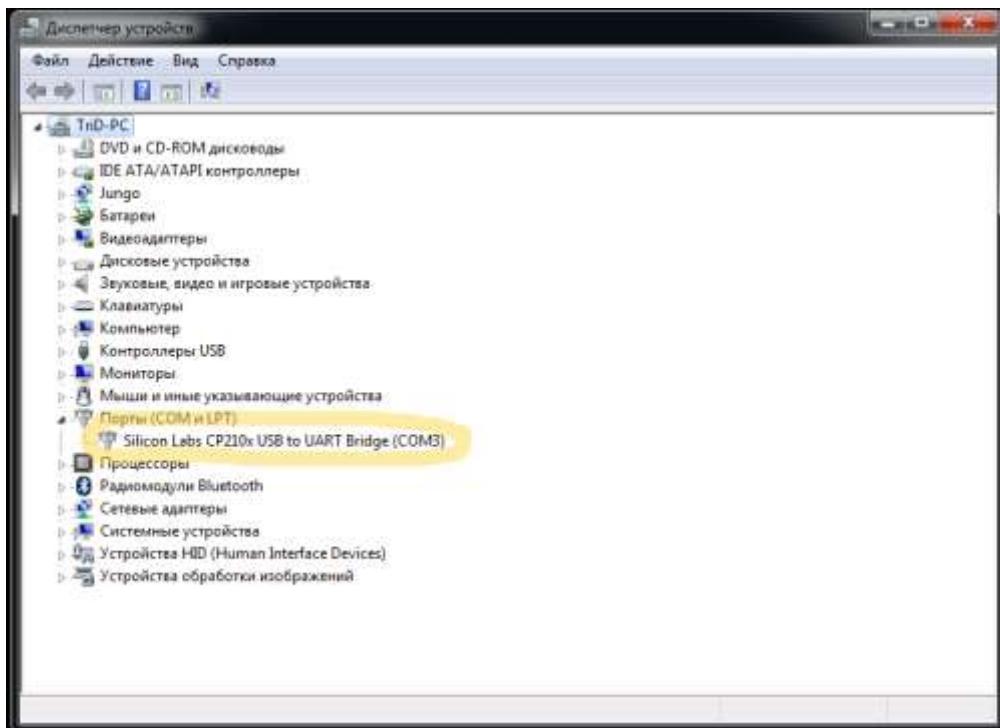 Диспетчер устройств
Файл Действие Вид Справка
TriD-PC
DVD и CD-ROM дисководы
IDE ATA/ATAPI контроллеры
Jungo
Батареи
Видеоадаптеры
Дисковые устройства
Звуковые, видео и игровые устройства
Клавиатуры
Компьютер
Контроллеры USB
Мониторы
Мыши и иные указывающие устройства
Порты (COM и LPT)
Silicon Labs CP210x USB to UART Bridge (COM3)
Процессоры
Радиомодули Bluetooth
Сетевые адаптеры
Системные устройства
Устройства HID (Human Interface Devices)
Устройства обработки изображений